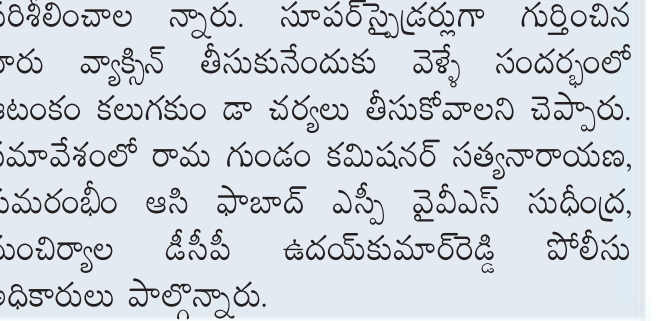 పరిశీలించాల న్నారు. సూపర్‌స్ప్రెడర్లుగా గుర్తించిన
వారు వ్యాక్సిన్ తీసుకునేందుకు వెళ్ళే సందర్భంలో
ఆటంకం కలుగకుం డా చర్యలు తీసుకోవాలని చెప్పారు.
సమావేశంలో రామ గుండం కమిషనర్ సత్యనారాయణ,
కుమరంభీం ఆసి ఫాబాద్ ఎస్పీ వైవీఎస్ సుధీంద్ర,
మంచిర్యాల డీసీపీ ఉదయ్‌కుమార్‌రెడ్డి పోలీసు
అధికారులు పాల్గొన్నారు.